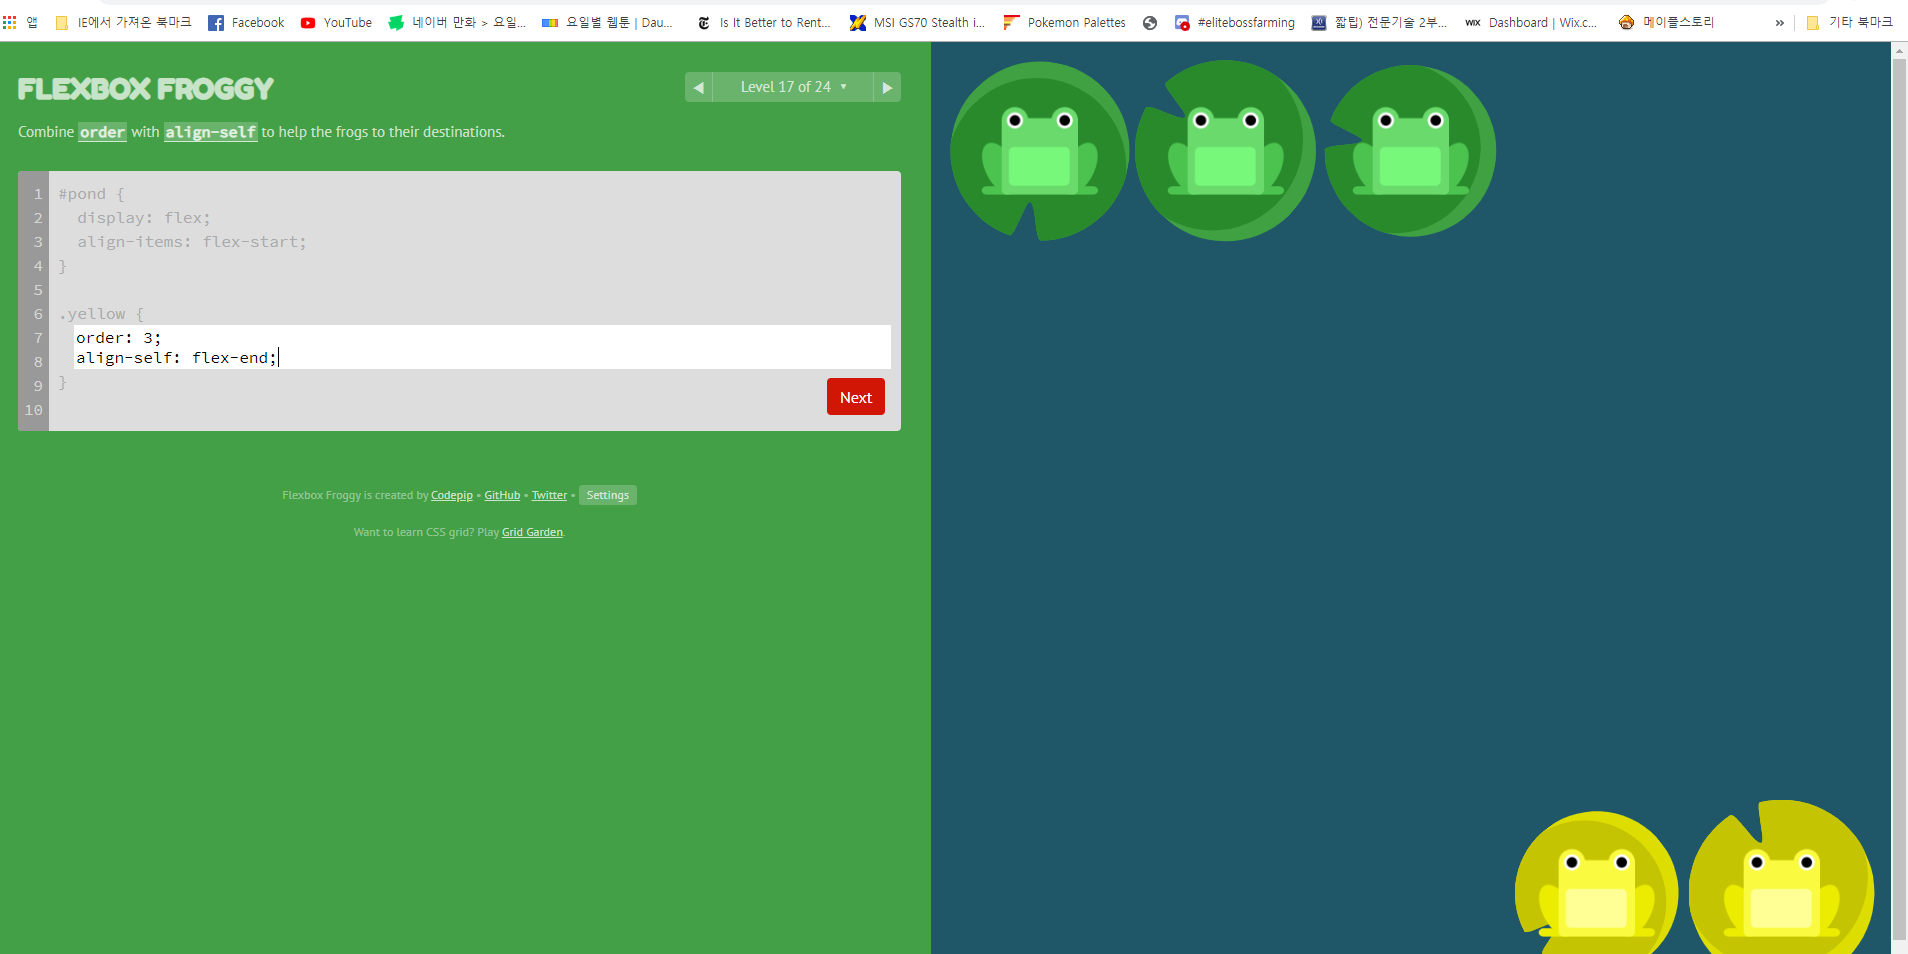 앱 IE에서 가져온 북마크 Facebook YouTube 네이버 만화 > 요일... 요일별 웹툰 | Dau... Is It Better to Rent... MSI GS70 Stealth i... Pokemon Palettes #elitebossfarming 짧팁) 전문기술 2부... WIX Dashboard | Wix.c... 메이플스토리 » 기타 북마크
FLEXBOX FROGGY
◀ Level 17 of 24 ▼ ▶
Combine order with align-self to help the frogs to their destinations.
1 #pond {
2 display: flex;
3 align-items: flex-start;
4 }
5
6 .yellow {
7 order: 3;
8 align-self: flex-end;
9 }
10
Next
Flexbox Froggy is created by Codepip • GitHub • Twitter • Settings
Want to learn CSS grid? Play Grid Garden.